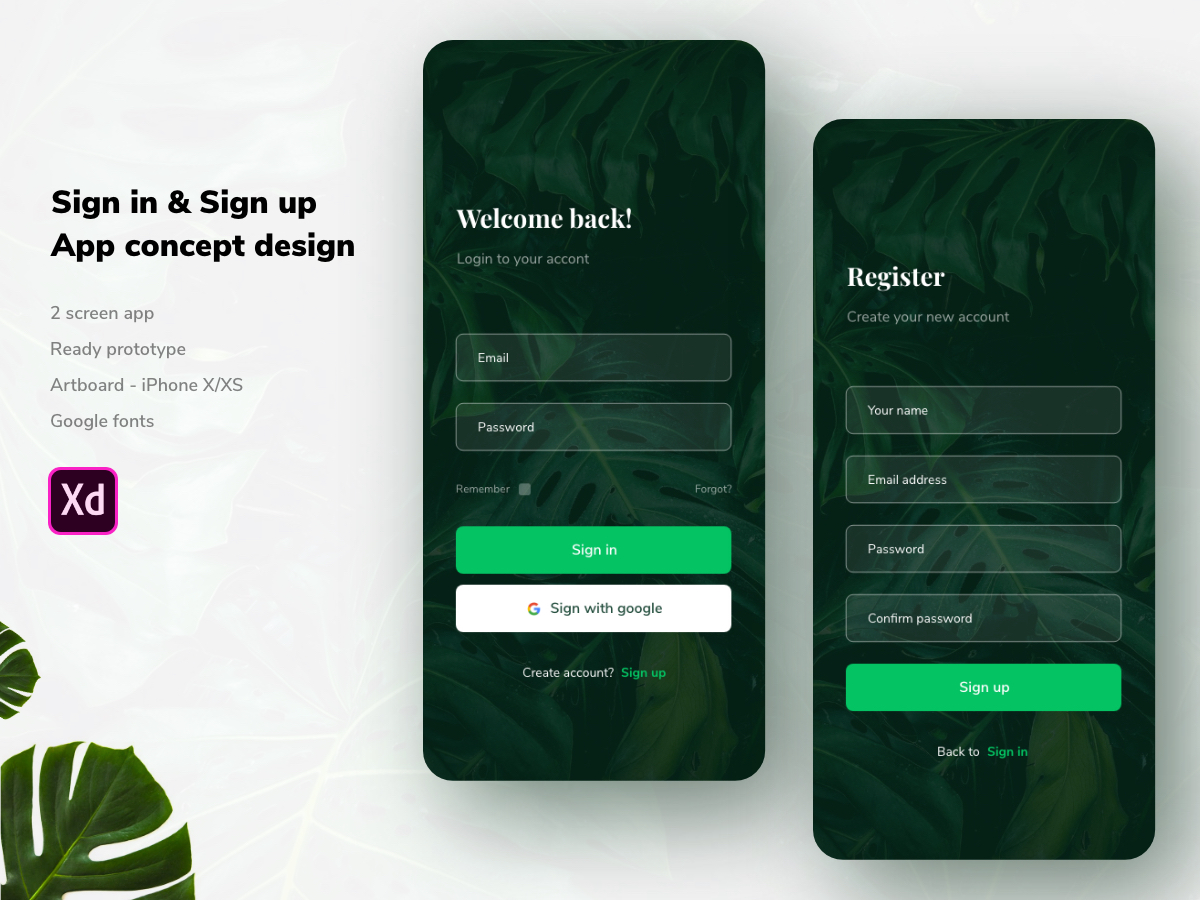 Sign in & Sign up
App concept design
2 screen app
Ready prototype
Artboard - iPhone X/XS
Google fonts
Xd
Welcome back!
Login to your accont
Email
Password
Remember
Forgot?
Sign in
Sign with google
Create account? Sign up
Register
Create your new account
Your name
Email address
Password
Confirm password
Sign up
Back to Sign in